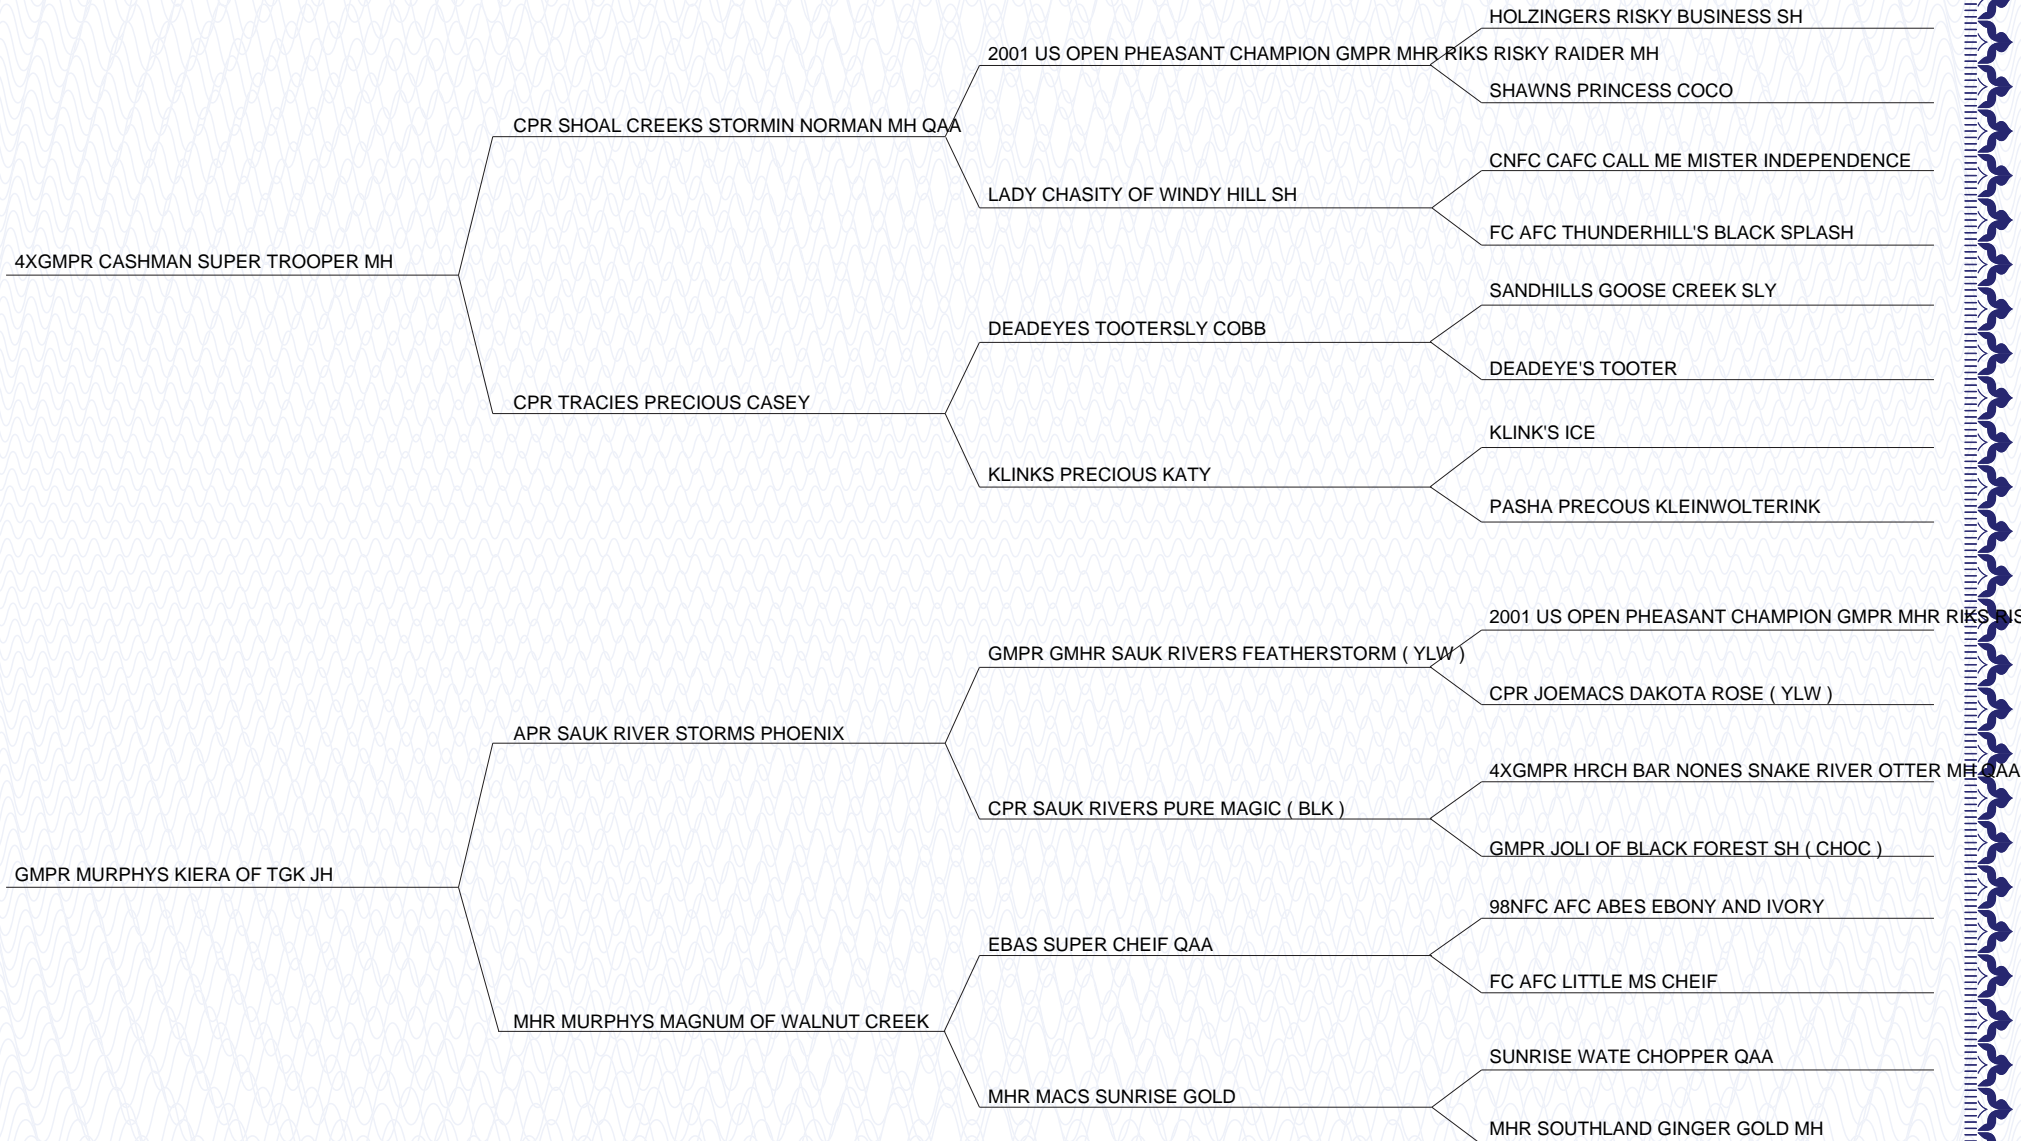 HOLZINGERS RISKY BUSINESS SH
2001 US OPEN PHEASANT CHAMPION GMPR MHR RIKS RISKY RAIDER MH
SHAWNS PRINCESS COCO
CPR SHOAL CREEKS STORMIN NORMAN MH QAA
CNFC CAFC CALL ME MISTER INDEPENDENCE
LADY CHASITY OF WINDY HILL SH
FC AFC THUNDERHILL'S BLACK SPLASH
4XGMPR CASHMAN SUPER TROOPER MH
SANDHILLS GOOSE CREEK SLY
DEADEYES TOOTERSLY COBB
DEADEYE'S TOOTER
CPR TRACIES PRECIOUS CASEY
KLINK'S ICE
KLINKS PRECIOUS KATY
PASHA PRECOUS KLEINWOLTERINK
2001 US OPEN PHEASANT CHAMPION GMPR MHR RIKS RIS
GMPR GMHR SAUK RIVERS FEATHERSTORM ( YLW )
CPR JOEMACS DAKOTA ROSE ( YLW )
APR SAUK RIVER STORMS PHOENIX
4XGMPR HRCH BAR NONES SNAKE RIVER OTTER MH QAA
CPR SAUK RIVERS PURE MAGIC ( BLK )
GMPR JOLI OF BLACK FOREST SH ( CHOC )
GMPR MURPHYS KIERA OF TGK JH
98NFC AFC ABES EBONY AND IVORY
EBAS SUPER CHEIF QAA
FC AFC LITTLE MS CHEIF
MHR MURPHYS MAGNUM OF WALNUT CREEK
SUNRISE WATE CHOPPER QAA
MHR MACS SUNRISE GOLD
MHR SOUTHLAND GINGER GOLD MH